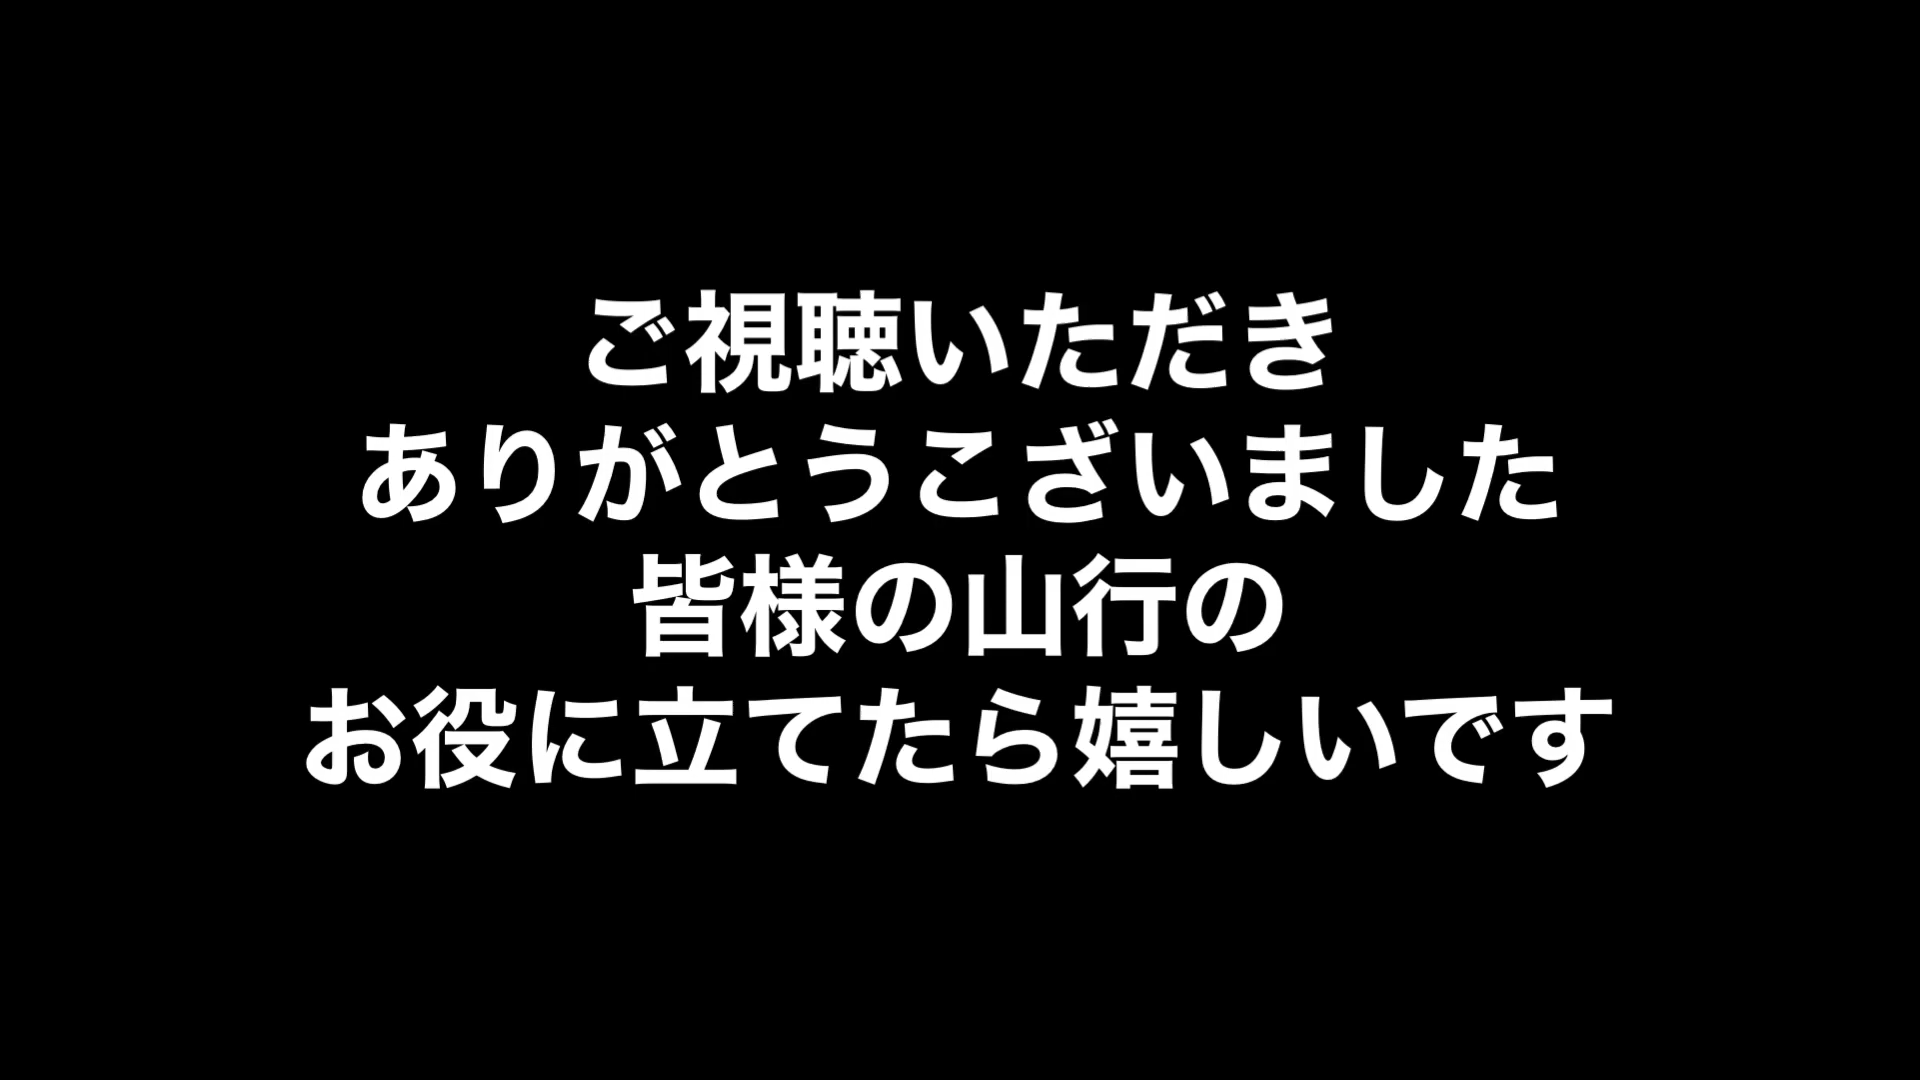 ご視聴いただき
ありがとうこざいました
皆様の山行の
お役に立てたら嬉しいです